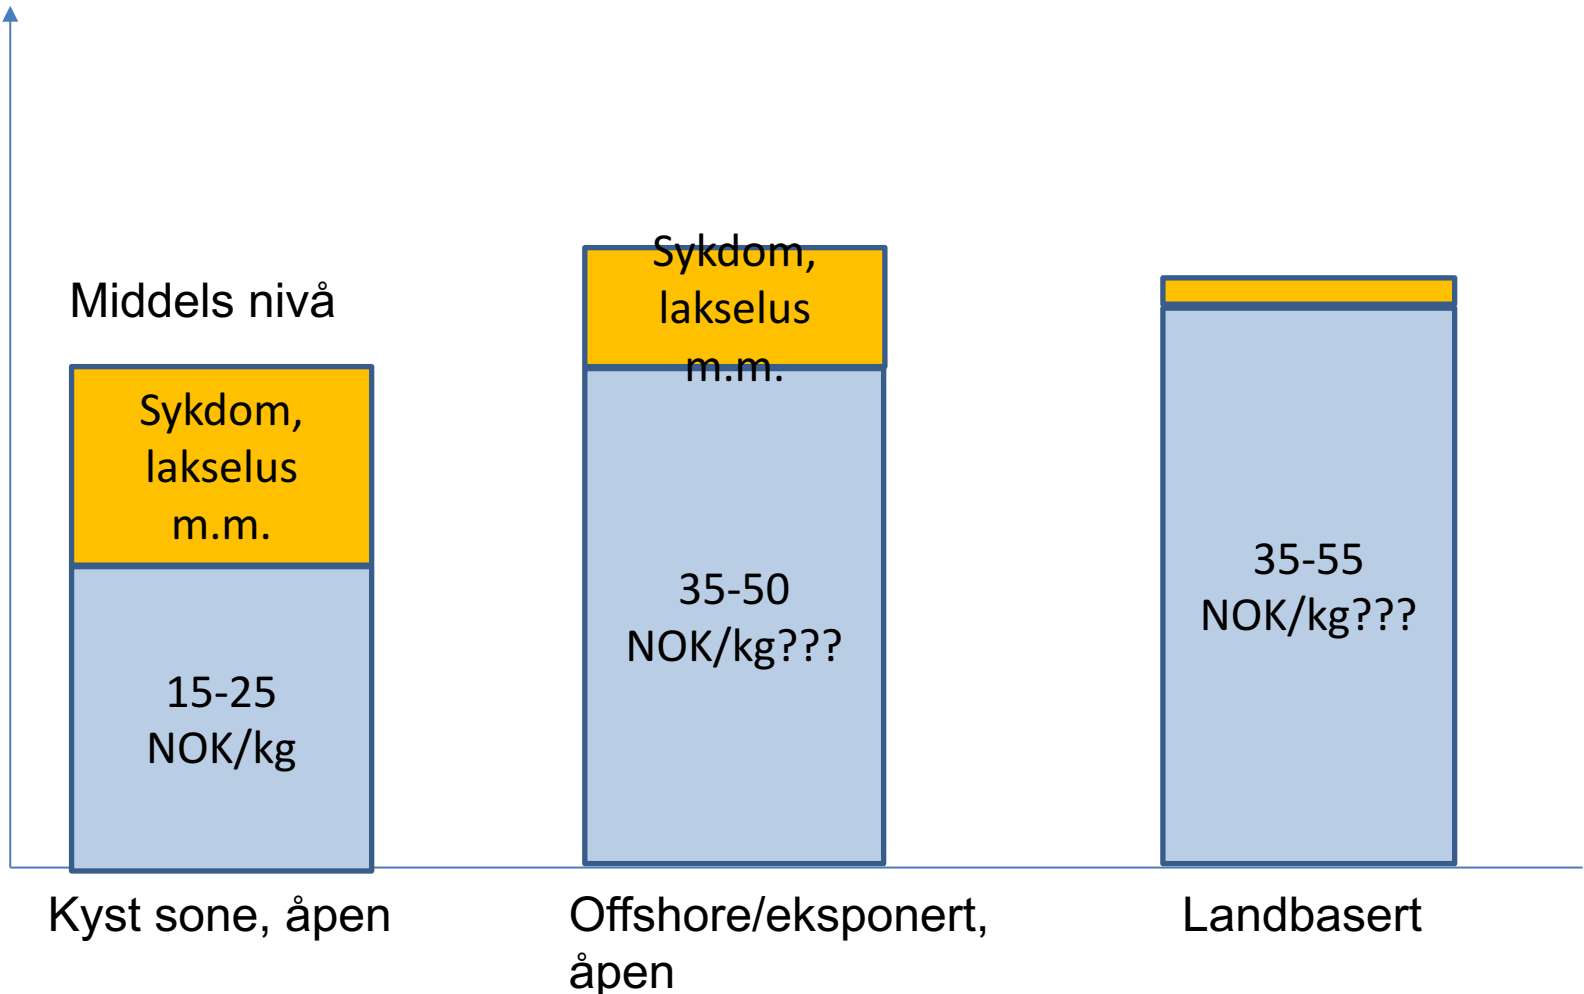 Middels nivå
Sykdom,
lakselus
m.m.
15-25
NOK/kg
Sykdom,
lakselus
m.m.
35-50
NOK/kg???
35-55
NOK/kg???
Kyst sone, åpen
Offshore/eksponert,
åpen
Landbasert